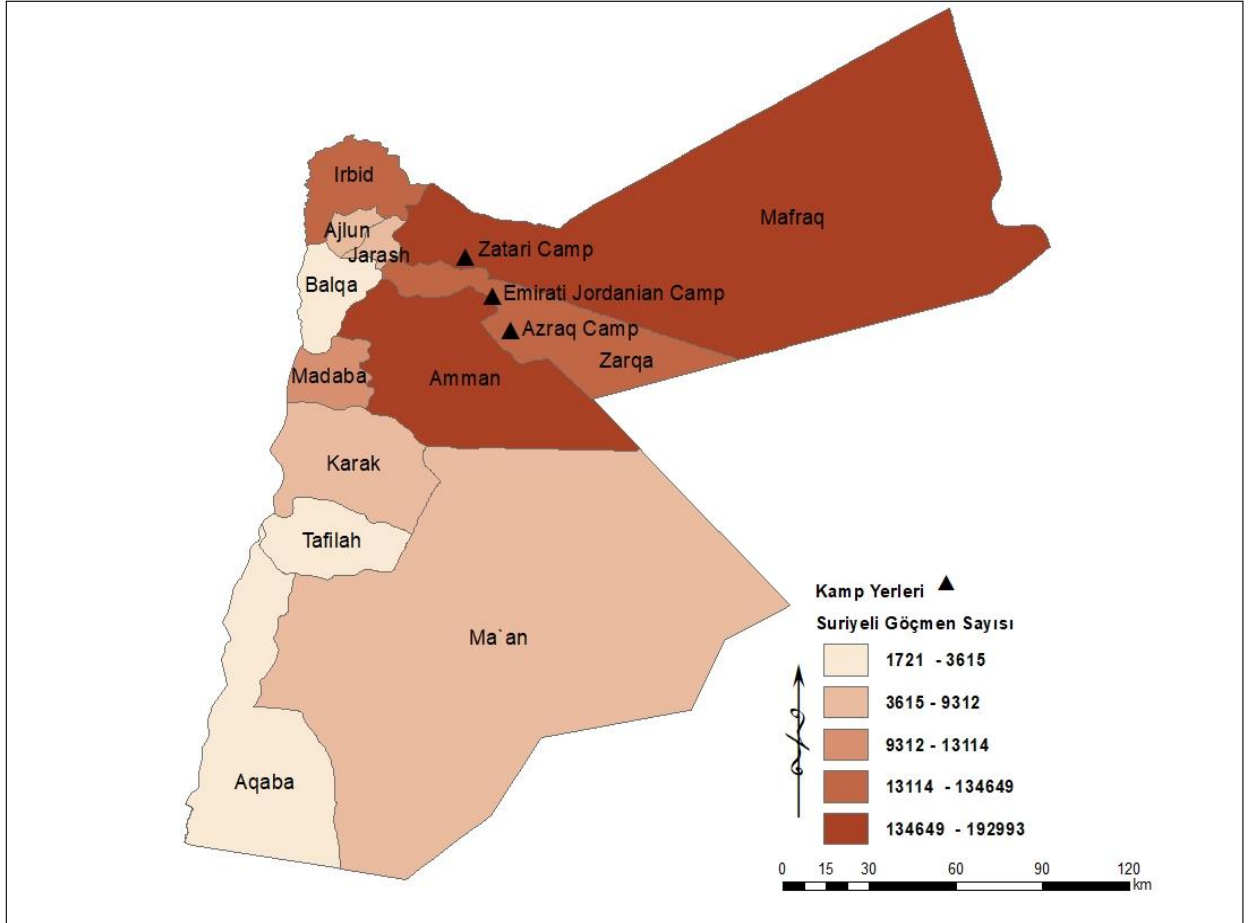 Irbid
Mafraq
Ajlun
Zatari Camp
Jarash
Balqa
Emirati Jordanian Camp
Azraq Camp
Zarqa
Madaba
Amman
Karak
Tafilah
Ma`an
Aqaba
Kamp Yerleri
Suriyeli Göçmen Sayısı
1721 - 3615
3615 - 9312
9312 - 13114
13114 - 134649
134649 - 192993
0 15 30 60 90 120
km